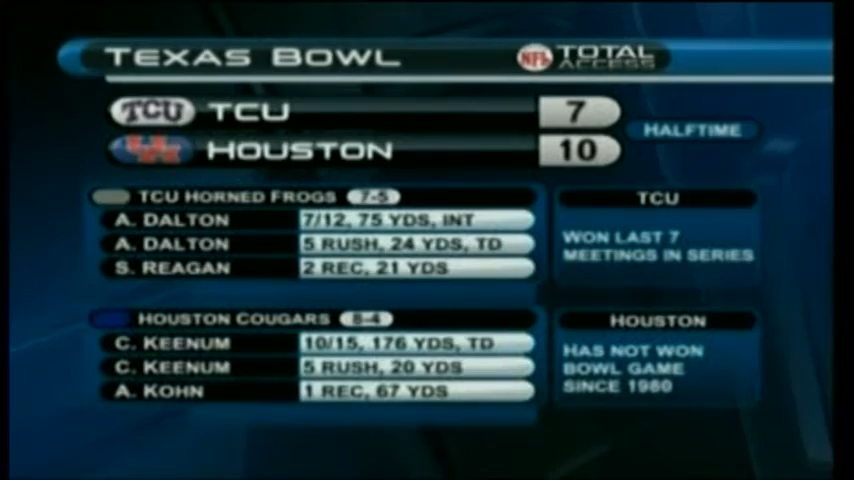 TEXAS BOWL
NFL TOTAL ACCESS
TCU TCU 7
HOUSTON 10
HALFTIME
TCU HORNED FROGS 7-5
A. DALTON 7/12, 75 YDS, INT
A. DALTON 5 RUSH, 24 YDS, TD
S. REAGAN 2 REC, 21 YDS
TCU
WON LAST 7
MEETINGS IN SERIES
HOUSTON COUGARS 8-4
C. KEENUM 10/15, 176 YDS, TD
C. KEENUM 5 RUSH, 20 YDS
A. KOHN 1 REC, 67 YDS
HOUSTON
HAS NOT WON
BOWL GAME
SINCE 1980